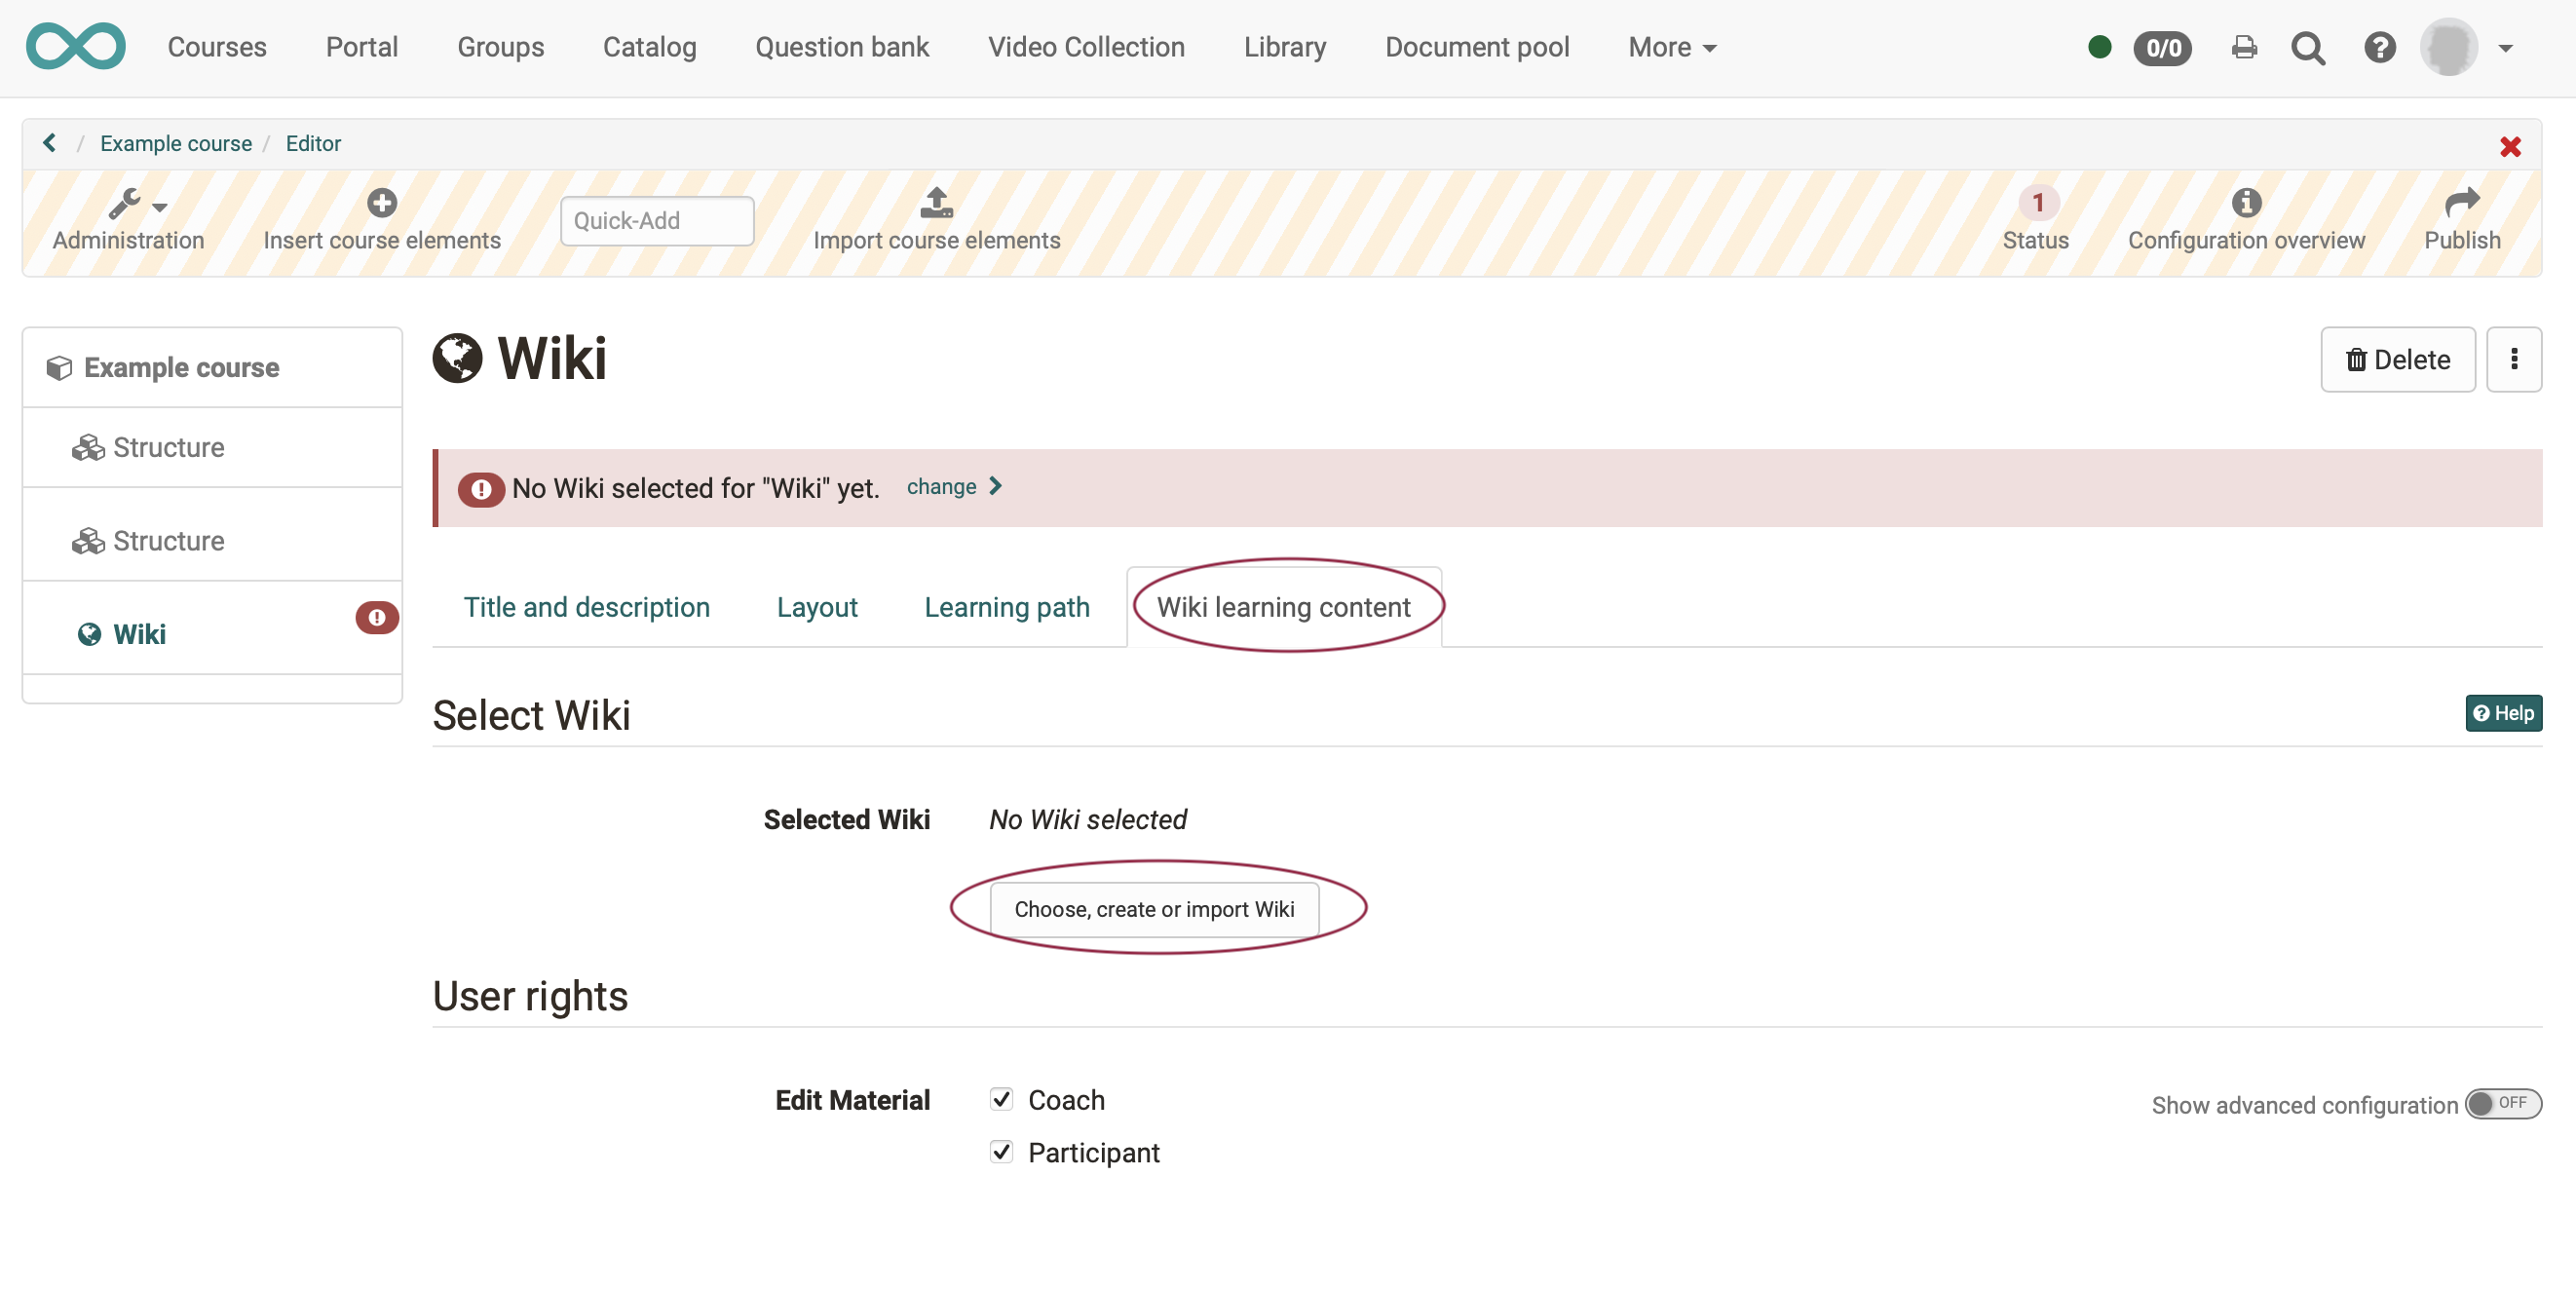 Courses Portal Groups Catalog Question bank Video Collection Library Document pool More 0/0
/ Example course / Editor
Administration Insert course elements Quick-Add Import course elements 1 Status Configuration overview Publish
Example course
Structure
Structure
Wiki
Wiki
Delete
No Wiki selected for "Wiki" yet. change
Title and description Layout Learning path Wiki learning content
Select Wiki
Help
Selected Wiki No Wiki selected
Choose, create or import Wiki
User rights
Edit Material Coach
Show advanced configuration OFF
Participant